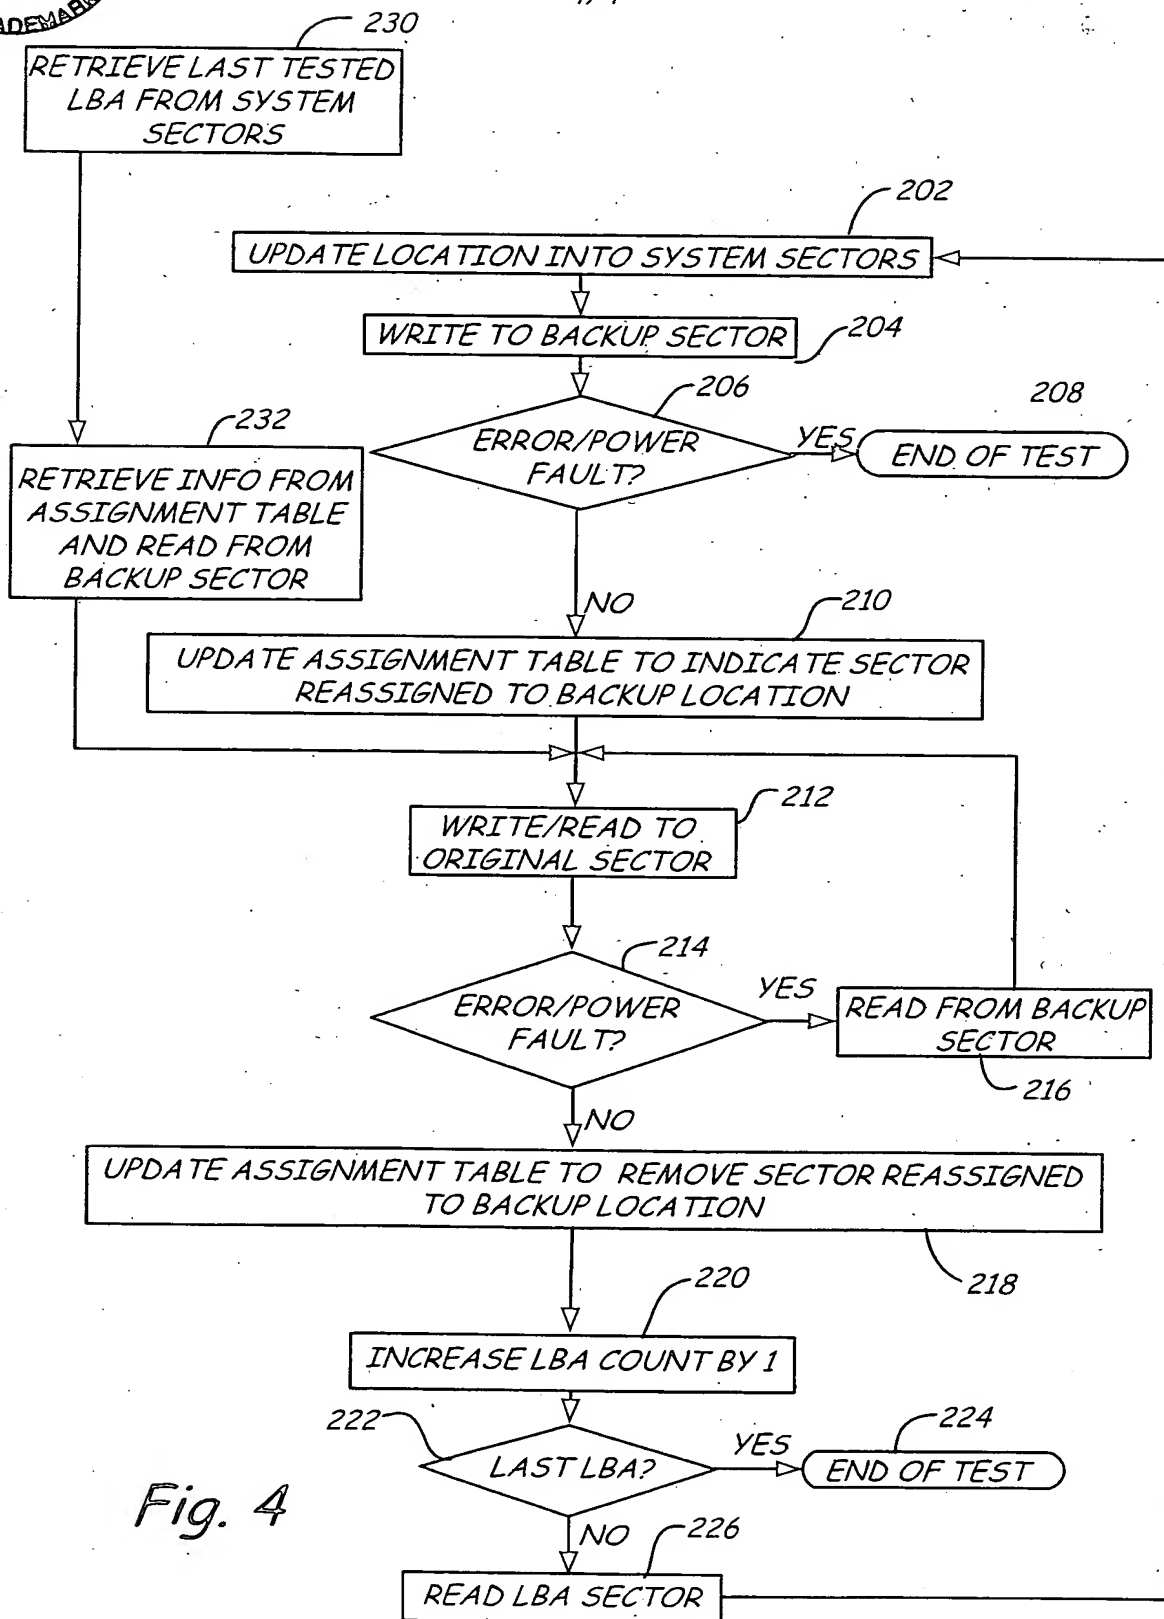 230
RETRIEVE LAST TESTED
LBA FROM SYSTEM
SECTORS
202
UPDATE LOCATION INTO SYSTEM SECTORS
WRITE TO BACKUP SECTOR
204
206
ERROR/POWER
FAULT?
YES
208
END OF TEST
232
RETRIEVE INFO FROM
ASSIGNMENT TABLE
AND READ FROM
BACKUP SECTOR
NO
210
UPDATE ASSIGNMENT TABLE TO INDICATE SECTOR
REASSIGNED TO BACKUP LOCATION
212
WRITE/READ TO
ORIGINAL SECTOR
214
ERROR/POWER
FAULT?
YES
READ FROM BACKUP
SECTOR
216
NO
UPDATE ASSIGNMENT TABLE TO REMOVE SECTOR REASSIGNED
TO BACKUP LOCATION
218
220
INCREASE LBA COUNT BY 1
222
LAST LBA?
YES
224
END OF TEST
NO
226
READ LBA SECTOR
Fig. 4